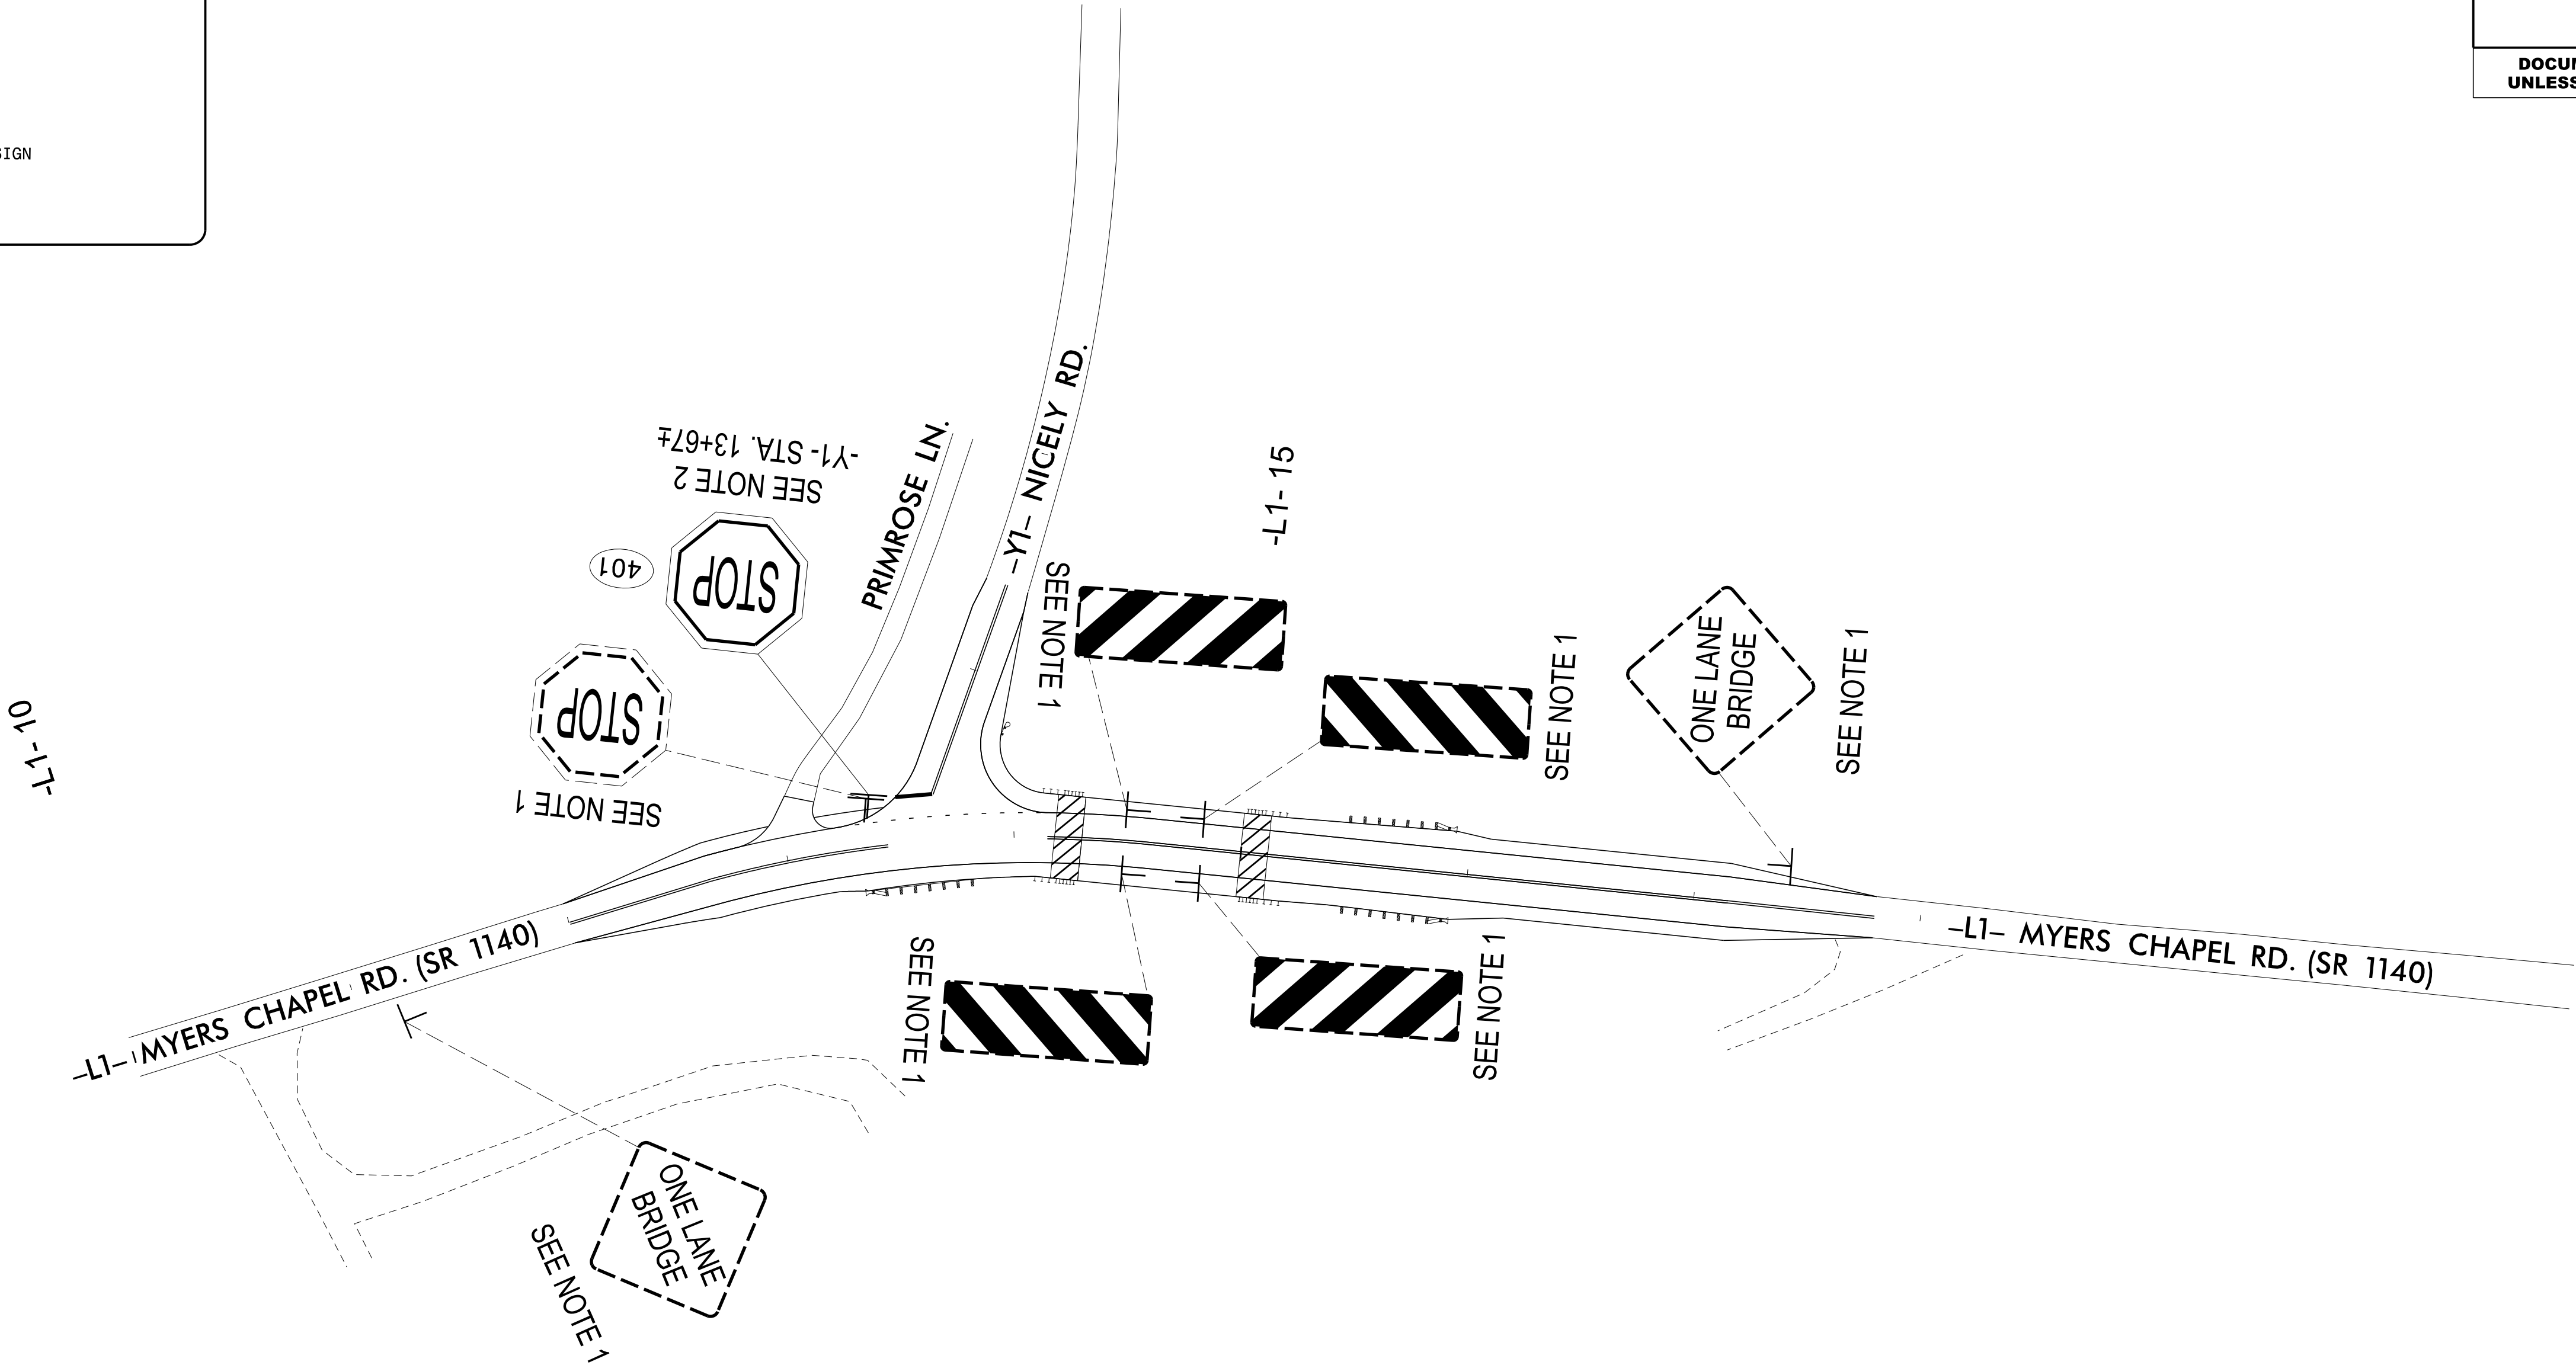 DOCUM
UNLESS
SIGN
-Y1- STA. 13+67±
SEE NOTE 2
401
STOP
STOP
SEE NOTE 1
PRIMROSE LN.
-Y1- NICELY RD.
-L1- 15
SEE NOTE 1
SEE NOTE 1
ONE LANE
BRIDGE
SEE NOTE 1
-L1- 10
-L1- MYERS CHAPEL RD. (SR 1140)
-L1- MYERS CHAPEL RD. (SR 1140)
SEE NOTE 1
SEE NOTE 1
ONE LANE
BRIDGE
SEE NOTE 1